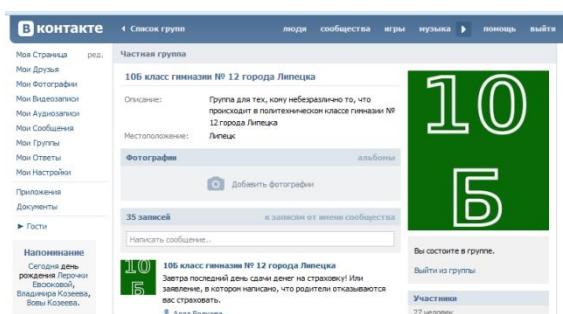 В контакте
Список групп
люди сообщества игры музыка помощь выйти
Моя Страница ред.
Мои Друзья
Мои Фотографии
Мои Видеозаписи
Мои Аудиозаписи
Мои Сообщения
Мои Группы
Мои Ответы
Мои Настройки
Приложения
Документы
► Гости
Напоминание
Сегодня день
рождения Лерочки
Евсюковой,
Владимира Козеева,
Вовы Козеева.
Частная группа
10Б класс гимназии № 12 города Липецка
Описание: Группа для тех, кому небезразлично то, что
происходит в политехническом классе гимназии №
12 города Липецка
Местоположение: Липецк
Фотографии альбомы
Добавить фотографии
35 записей к записям от имени сообщества
Написать сообщение..
10
Б
10Б класс гимназии № 12 города Липецка
Завтра последний день сдачи денег на страховку! Или
заявление, в котором написано, что родители отказываются
вас страховать.
10
Б
Вы состоите в группе.
Выйти из группы
Участники
27 человек